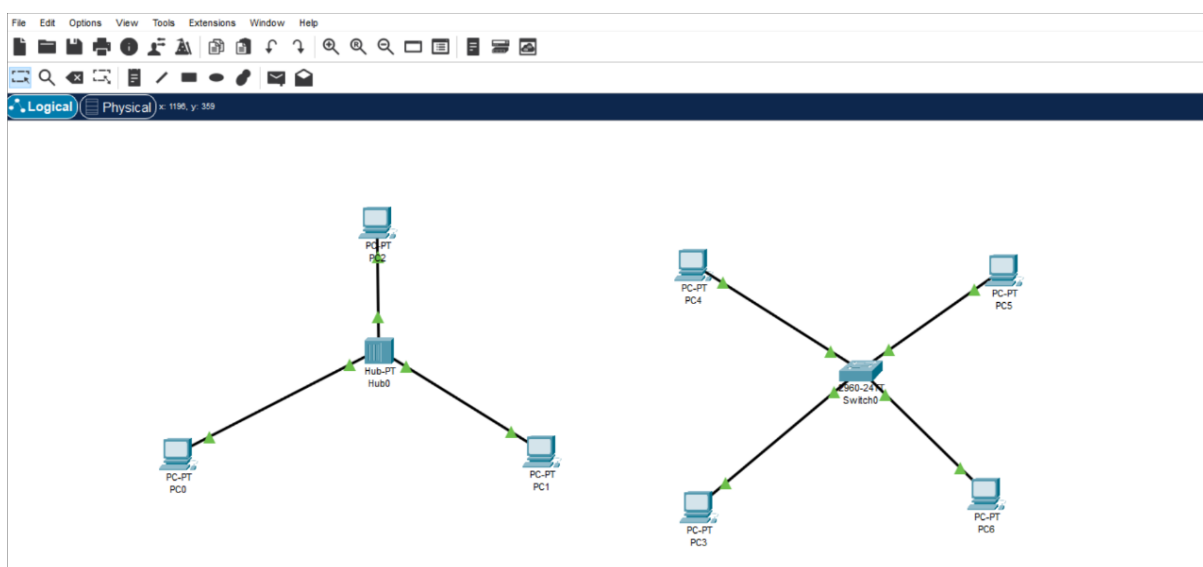 File Edit Options View Tools Extensions Window Help
Logical Physical x: 1196, y: 359
PC-PT
PC2
Hub-PT
Hub0
PC-PT
PC0
PC-PT
PC1
PC-PT
PC4
PC-PT
PC5
2960-24TT
Switch0
PC-PT
PC3
PC-PT
PC6